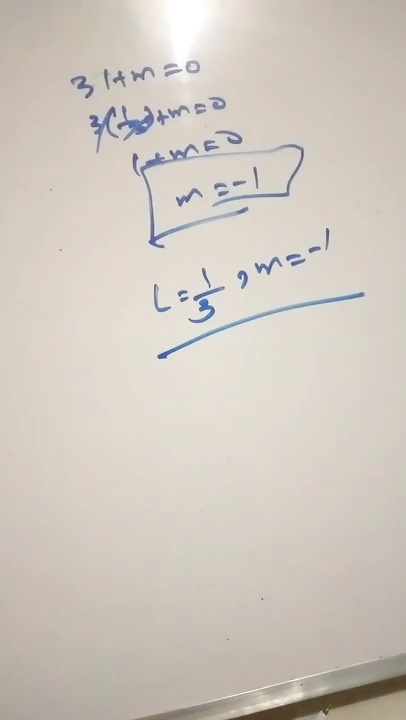 3l+m=0
3(1/3)+m=0
1+m=0
m=-1
L=1/3, m=-1